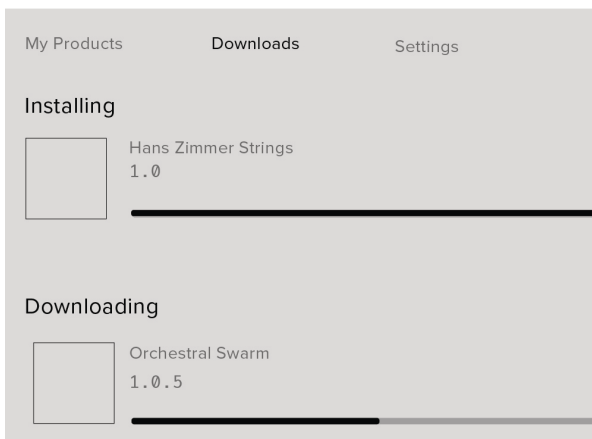 My Products
Downloads
Settings
Installing
Hans Zimmer Strings
1.0
Downloading
Orchestral Swarm
1.0.5